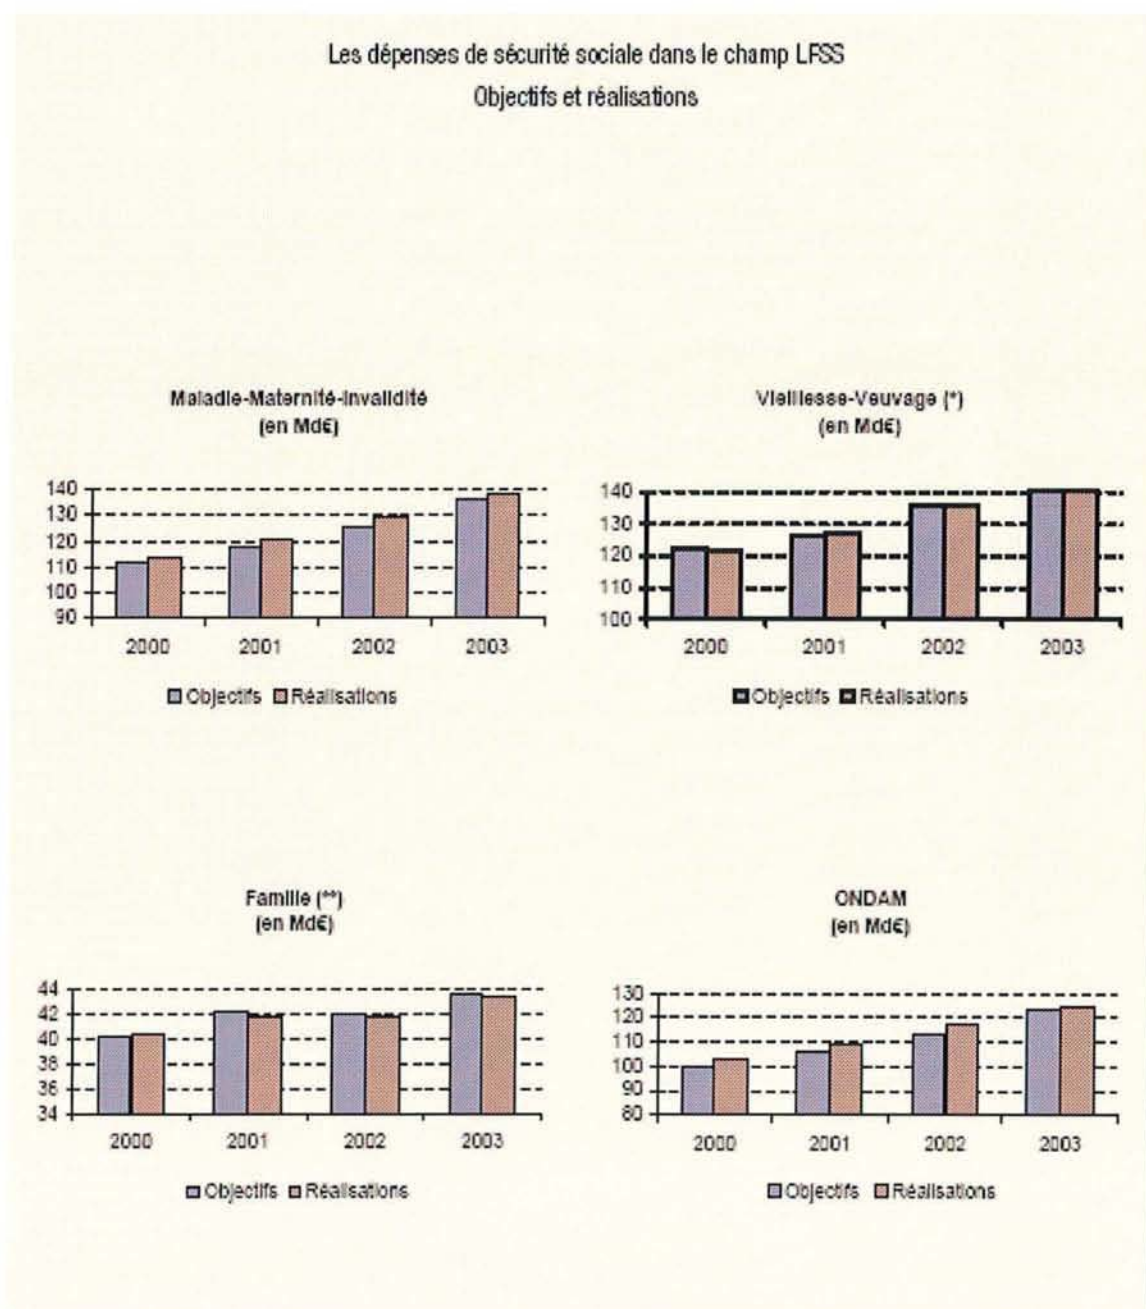 Les dépenses de sécurité sociale dans le champ LFSS
Objectifs et réalisations
Maladie-Maternité-Invalidité
(en Md€)
140
130
120
110
100
90
2000 2001 2002 2003
Objectifs Réalisations
Vieillesse-Veuvage (*)
(en Md€)
140
130
120
110
100
2000 2001 2002 2003
Objectifs Réalisations
Famille (**)
(en Md€)
44
42
40
38
36
34
2000 2001 2002 2003
Objectifs Réalisations
ONDAM
(en Md€)
130
120
110
100
90
80
2000 2001 2002 2003
Objectifs Réalisations